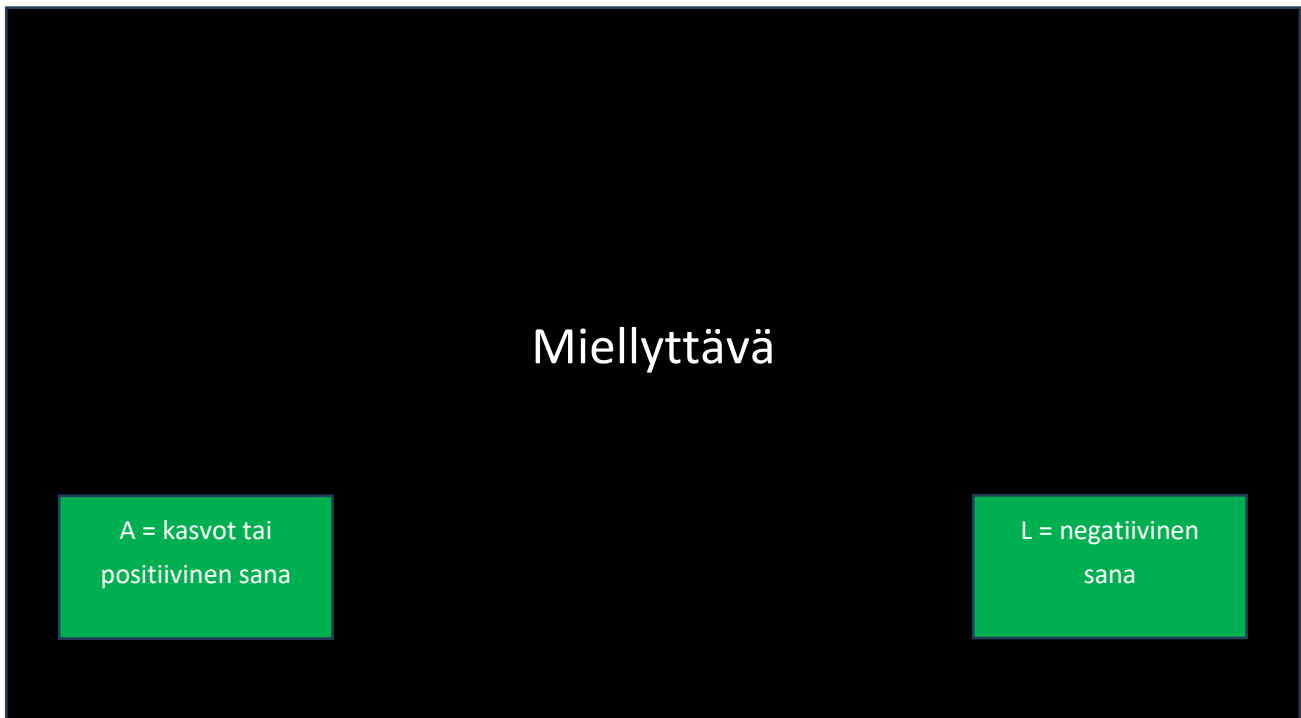 Miellyttävä
A = kasvot tai
positiivinen sana
L = negatiivinen
sana